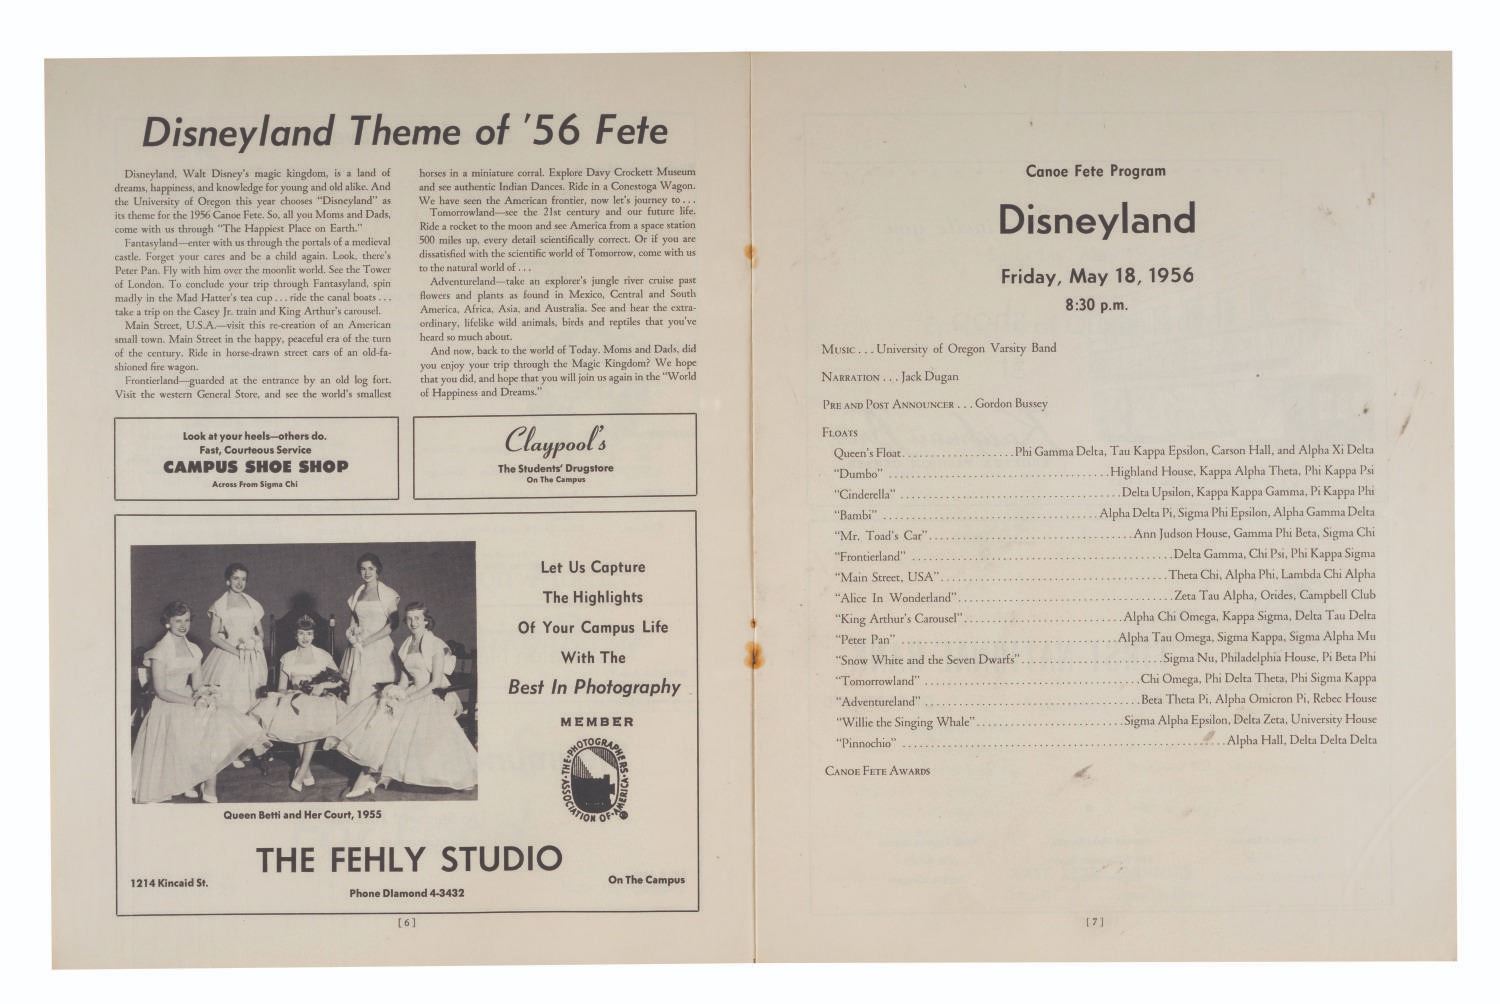 Disneyland Theme of '56 Fete
Disneyland, Walt Disney's magic kingdom, is a land of
dreams, happiness, and knowledge for young and old alike. And
the University of Oregon this year chooses "Disneyland" as
its theme for the 1956 Canoe Fete. So, all you Moms and Dads,
come with us through "The Happiest Place on Earth."
Fantasyland—enter with us through the portals of a medieval
castle. Forget your cares and be a child again. Look, there's
Peter Pan. Fly with him over the moonlit world. See the Tower
of London. To conclude your trip through Fantasyland, spin
madly in the Mad Hatter's tea cup . . . ride the canal boats . . .
take a trip on the Casey Jr. train and King Arthur's carousel.
Main Street, U.S.A.—visit this re-creation of an American
small town. Main Street in the happy, peaceful era of the turn
of the century. Ride in horse-drawn street cars of an old-fa-
shioned fire wagon.
Frontierland—guarded at the entrance by an old log fort.
Visit the western General Store, and see the world's smallest
horses in a miniature corral. Explore Davy Crockett Museum
and see authentic Indian Dances. Ride in a Conestoga Wagon.
We have seen the American frontier, now let's journey to . . .
Tomorrowland—see the 21st century and our future life.
Ride a rocket to the moon and see America from a space station
500 miles up, every detail scientifically correct. Or if you are
dissatisfied with the scientific world of Tomorrow, come with us
to the natural world of . . .
Adventureland—take an explorer's jungle river cruise past
flowers and plants as found in Mexico, Central and South
America, Africa, Asia, and Australia. See and hear the extra-
ordinary, lifelike wild animals, birds and reptiles that you've
heard so much about.
And now, back to the world of Today. Moms and Dads, did
you enjoy your trip through the Magic Kingdom? We hope
that you did, and hope that you will join us again in the "World
of Happiness and Dreams."
Look at your heels—others do.
Fast, Courteous Service
CAMPUS SHOE SHOP
Across From Sigma Chi
Claypool's
The Students' Drugstore
On The Campus
Let Us Capture
The Highlights
Of Your Campus Life
With The
Best In Photography
MEMBER
THE PHOTOGRAPHERS ASSOCIATION OF AMERICA
Queen Betti and Her Court, 1955
THE FEHLY STUDIO
1214 Kincaid St.
Phone DIamond 4-3432
On The Campus
[ 6 ]
Canoe Fete Program
Disneyland
Friday, May 18, 1956
8:30 p.m.
MUSIC . . . University of Oregon Varsity Band
NARRATION . . . Jack Dugan
PRE AND POST ANNOUNCER . . . Gordon Bussey
FLOATS
Queen's Float....................Phi Gamma Delta, Tau Kappa Epsilon, Carson Hall, and Alpha Xi Delta
"Dumbo" ........................................Highland House, Kappa Alpha Theta, Phi Kappa Psi
"Cinderella" ........................................Delta Upsilon, Kappa Kappa Gamma, Pi Kappa Phi
"Bambi" .......................................Alpha Delta Pi, Sigma Phi Epsilon, Alpha Gamma Delta
"Mr. Toad's Car".....................................Ann Judson House, Gamma Phi Beta, Sigma Chi
"Frontierland" ...............................................Delta Gamma, Chi Psi, Phi Kappa Sigma
"Main Street, USA".........................................Theta Chi, Alpha Phi, Lambda Chi Alpha
"Alice In Wonderland".......................................Zeta Tau Alpha, Orides, Campbell Club
"King Arthur's Carousel".............................Alpha Chi Omega, Kappa Sigma, Delta Tau Delta
"Peter Pan" .......................................Alpha Tau Omega, Sigma Kappa, Sigma Alpha Mu
"Snow White and the Seven Dwarfs".........................Sigma Nu, Philadelphia House, Pi Beta Phi
"Tomorrowland" .......................................Chi Omega, Phi Delta Theta, Phi Sigma Kappa
"Adventureland" .......................................Beta Theta Pi, Alpha Omicron Pi, Rebec House
"Willie the Singing Whale"..........................Sigma Alpha Epsilon, Delta Zeta, University House
"Pinnochio" .........................................................Alpha Hall, Delta Delta Delta
CANOE FETE AWARDS
[ 7 ]